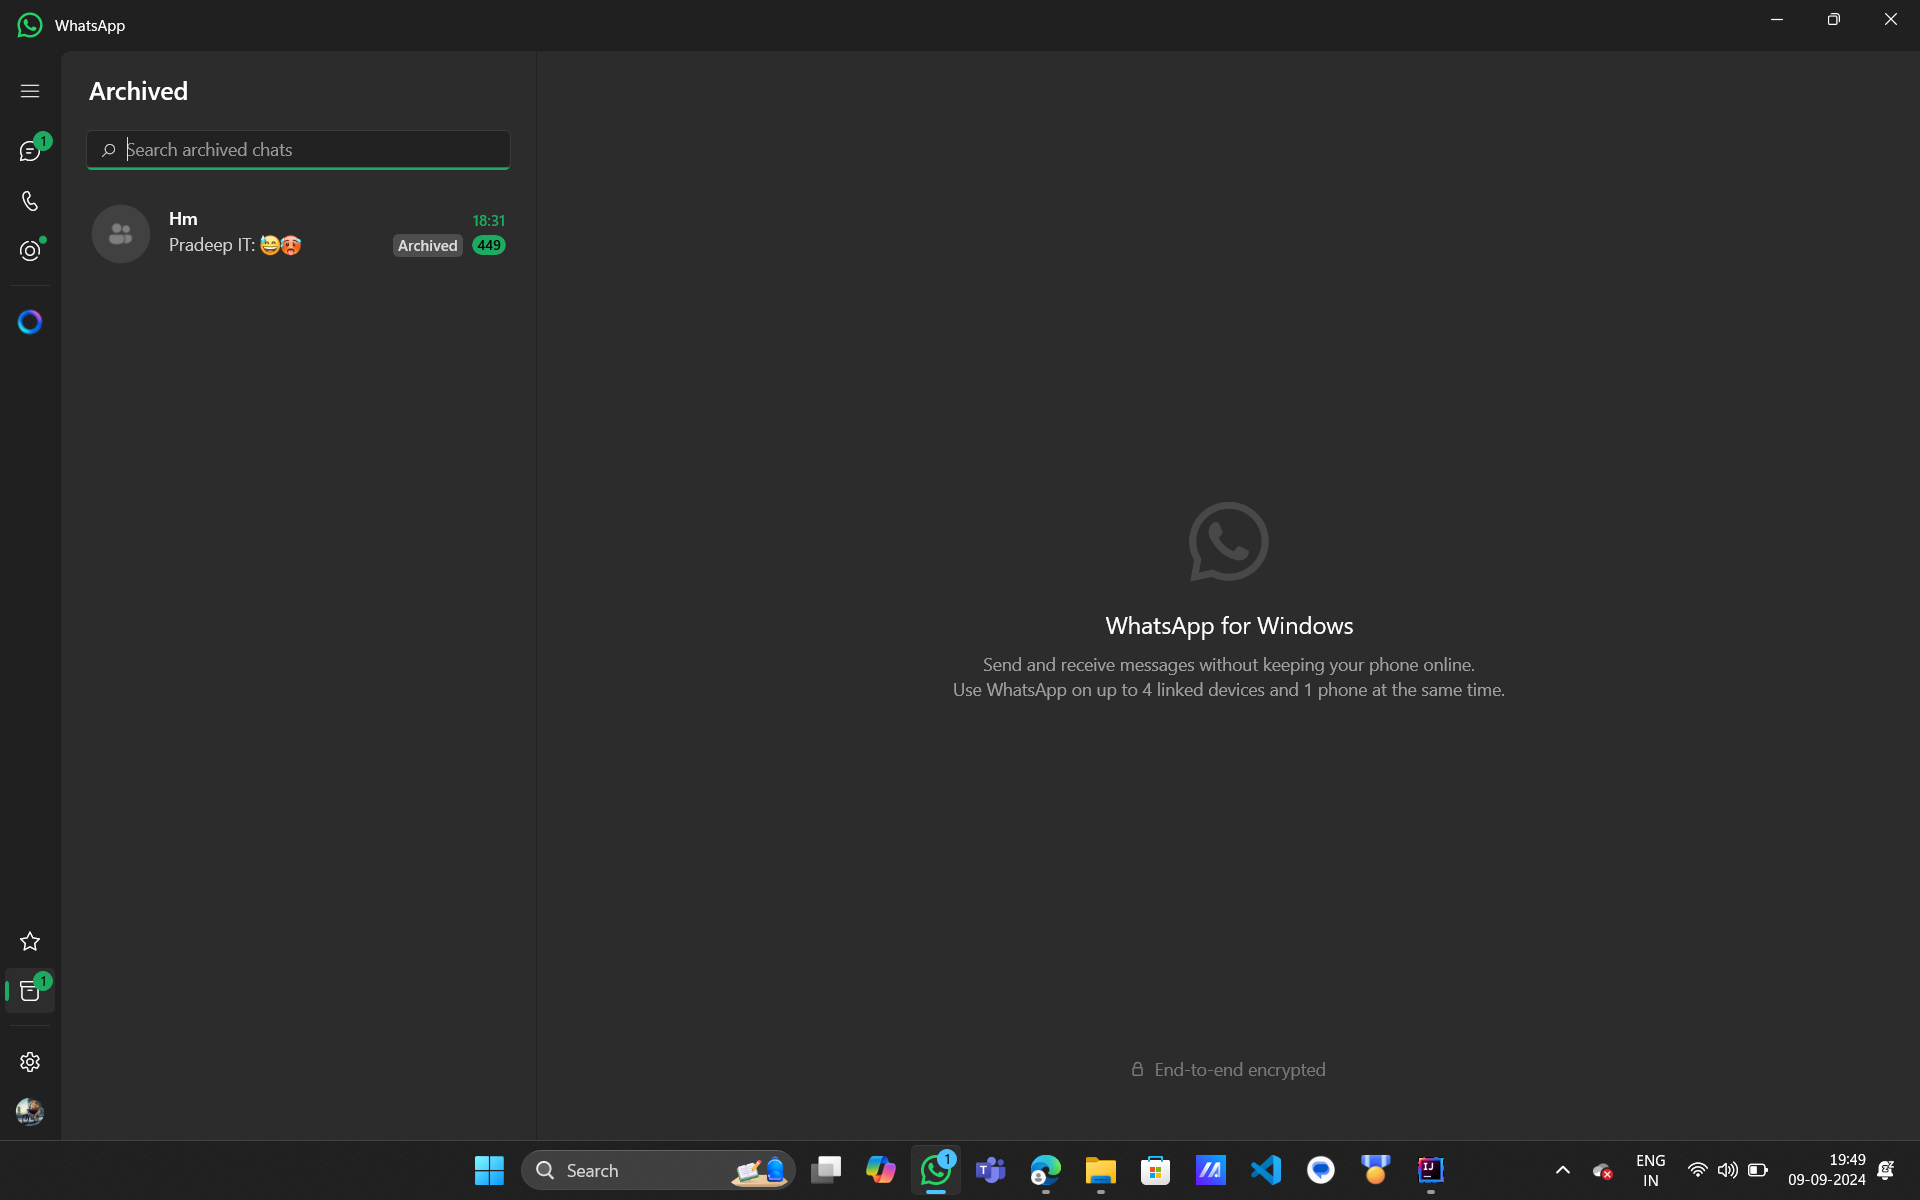 WhatsApp
Archived
1
Search archived chats
Hm
18:31
Pradeep IT: 😅🥵
Archived
449
WhatsApp for Windows
Send and receive messages without keeping your phone online.
Use WhatsApp on up to 4 linked devices and 1 phone at the same time.
1
End-to-end encrypted
Search
1
T
IJ
ENG
IN
19:49
09-09-2024